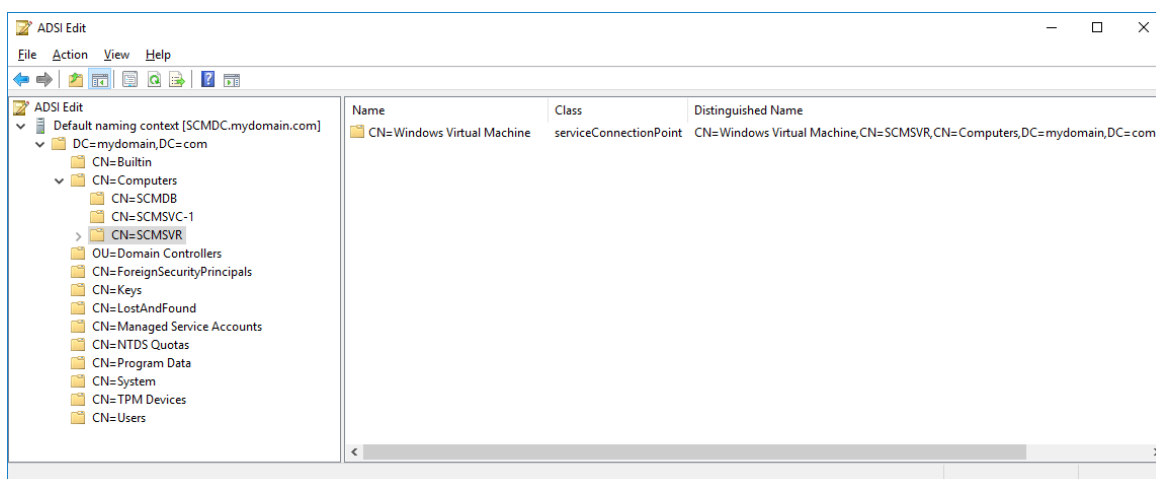 ADSI Edit
File Action View Help
ADSI Edit
Default naming context [SCMDC.mydomain.com]
DC=mydomain,DC=com
CN=Builtin
CN=Computers
CN=SCMDB
CN=SCMSVC-1
CN=SCMSVR
OU=Domain Controllers
CN=ForeignSecurityPrincipals
CN=Keys
CN=LostAndFound
CN=Managed Service Accounts
CN=NTDS Quotas
CN=Program Data
CN=System
CN=TPM Devices
CN=Users
Name Class Distinguished Name
CN=Windows Virtual Machine serviceConnectionPoint CN=Windows Virtual Machine,CN=SCMSVR,CN=Computers,DC=mydomain,DC=com